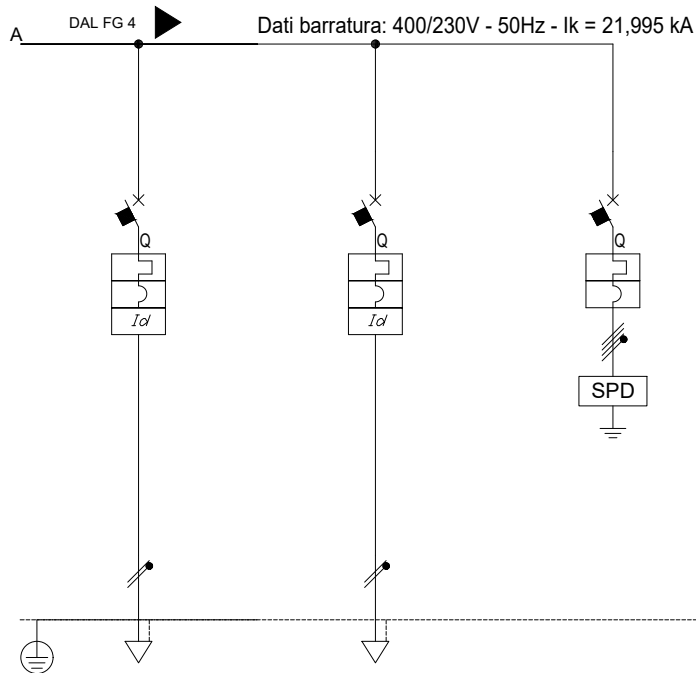 DAL FG 4
Dati barratura: 400/230V - 50Hz - Ik = 21,995 kA
A
Q
Q
Q
Id
Id
SPD